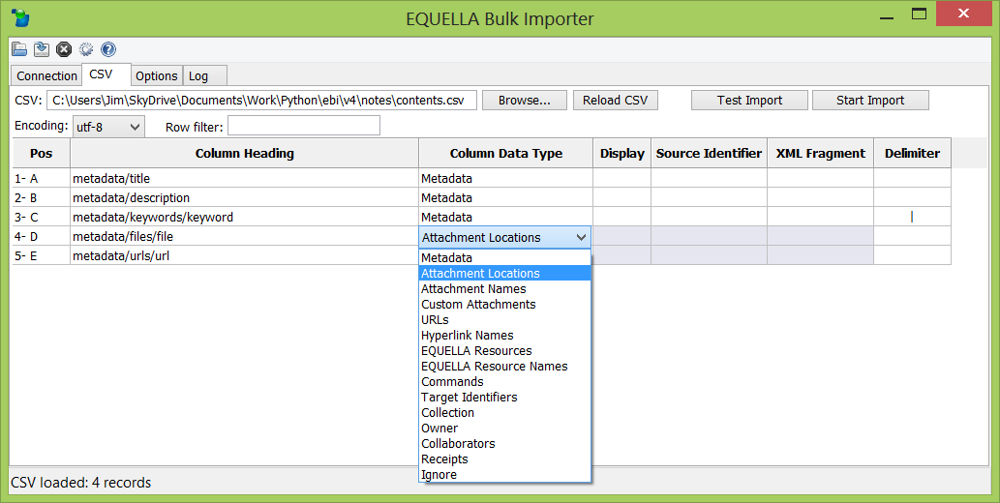 EQUELLA Bulk Importer
Connection CSV Options Log
CSV: C:\Users\Jim\SkyDrive\Documents\Work\Python\ebi\v4\notes\contents.csv Browse... Reload CSV Test Import Start Import
Encoding: utf-8 Row filter:
Pos Column Heading Column Data Type Display Source Identifier XML Fragment Delimiter
1- A metadata/title Metadata
2- B metadata/description Metadata
3- C metadata/keywords/keyword Metadata |
4- D metadata/files/file Attachment Locations
5- E metadata/urls/url
Metadata
Attachment Locations
Attachment Names
Custom Attachments
URLs
Hyperlink Names
EQUELLA Resources
EQUELLA Resource Names
Commands
Target Identifiers
Collection
Owner
Collaborators
Receipts
Ignore
CSV loaded: 4 records